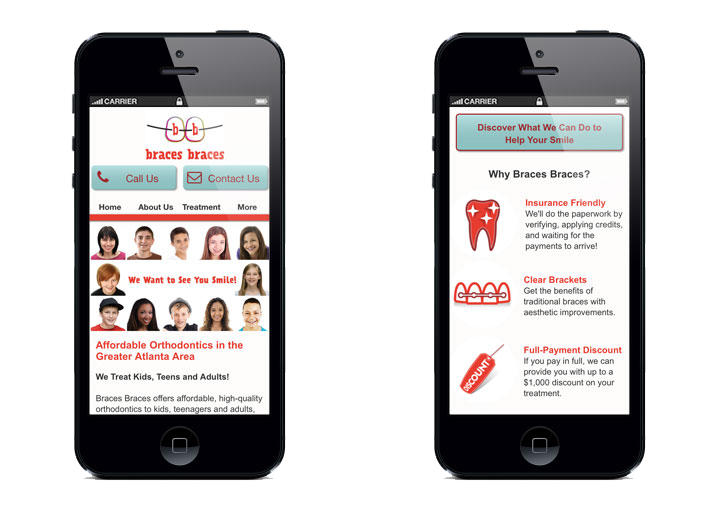 CARRIER
b b
braces braces
Call Us
Contact Us
Home About Us Treatment More
We Want to See You Smile!
Affordable Orthodontics in the
Greater Atlanta Area
We Treat Kids, Teens and Adults!
Braces Braces offers affordable, high-quality
orthodontics to kids, teenagers and adults,
CARRIER
Discover What We Can Do to
Help Your Smile
Why Braces Braces?
Insurance Friendly
We'll do the paperwork by
verifying, applying credits,
and waiting for the
payments to arrive!
Clear Brackets
Get the benefits of
traditional braces with
aesthetic improvements.
DISCOUNT
Full-Payment Discount
If you pay in full, we can
provide you with up to a
$1,000 discount on your
treatment.